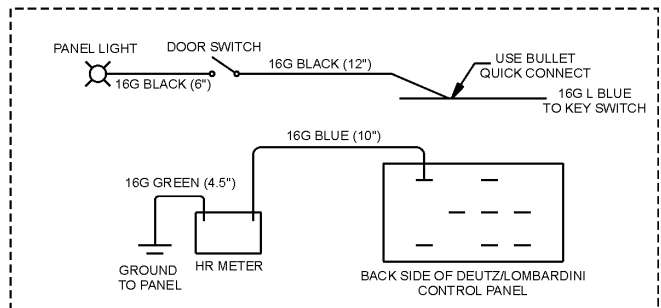 PANEL LIGHT
DOOR SWITCH
16G BLACK (6")
16G BLACK (12")
USE BULLET
QUICK CONNECT
16G L BLUE
TO KEY SWITCH
16G BLUE (10")
16G GREEN (4.5")
GROUND
TO PANEL
HR METER
BACK SIDE OF DEUTZ/LOMBARDINI
CONTROL PANEL